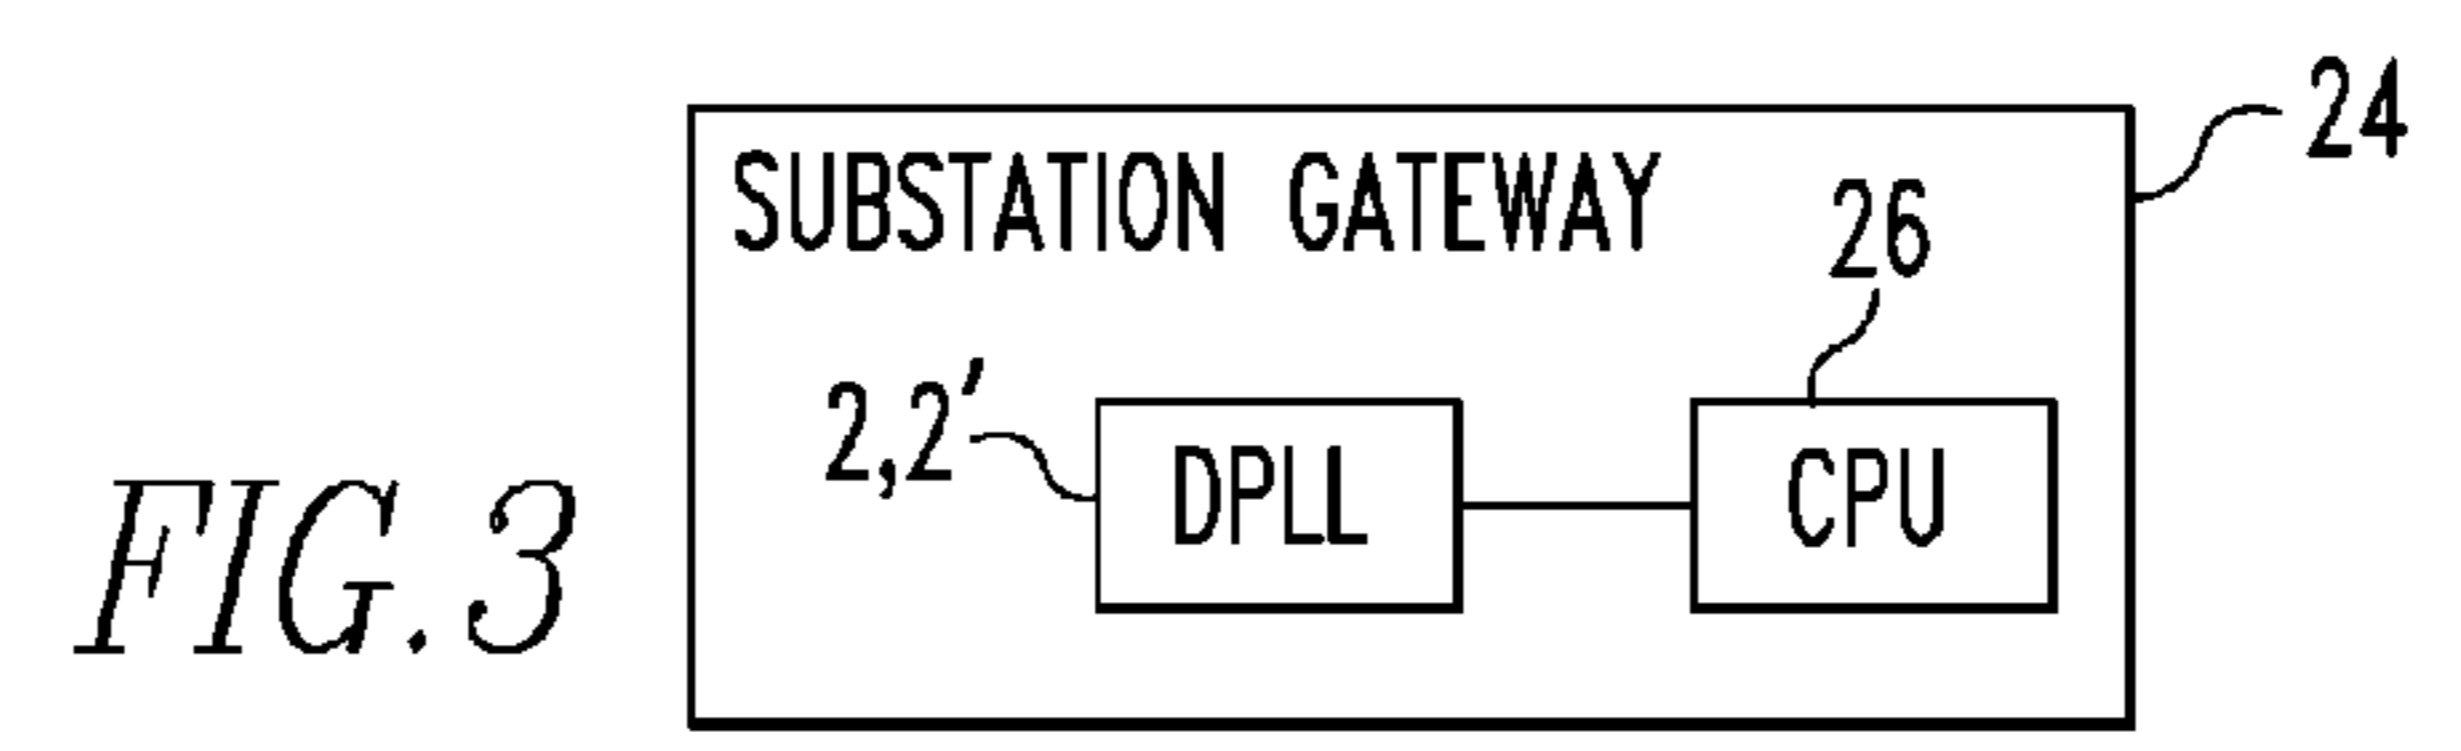 24
SUBSTATION GATEWAY
26
2,2'
DPLL
CPU
FIG.3